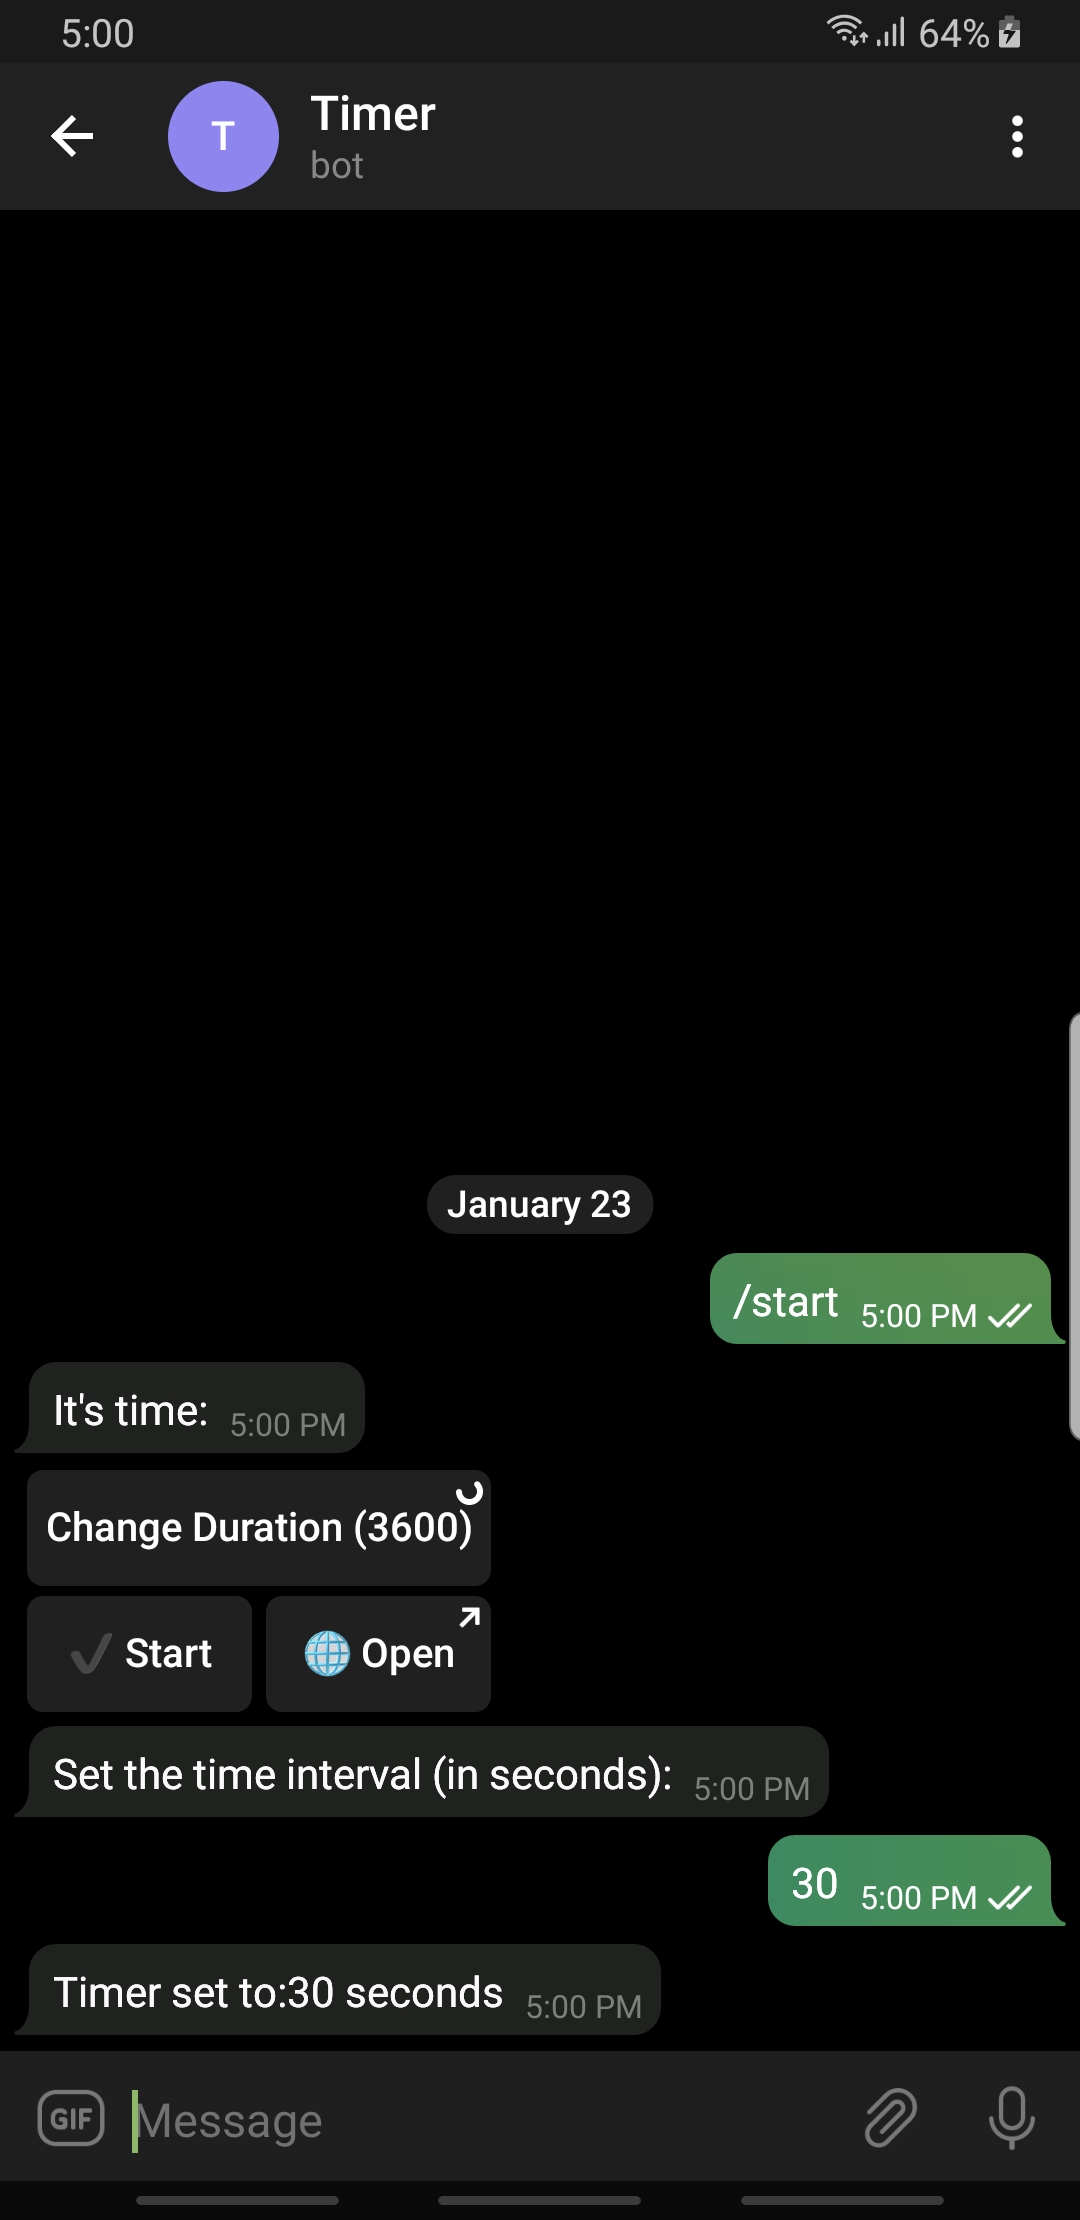 5:00 64%
T
Timer
bot
January 23
/start 5:00 PM
It's time: 5:00 PM
Change Duration (3600)
✔ Start 🌐 Open
Set the time interval (in seconds): 5:00 PM
30 5:00 PM
Timer set to:30 seconds 5:00 PM
GIF Message